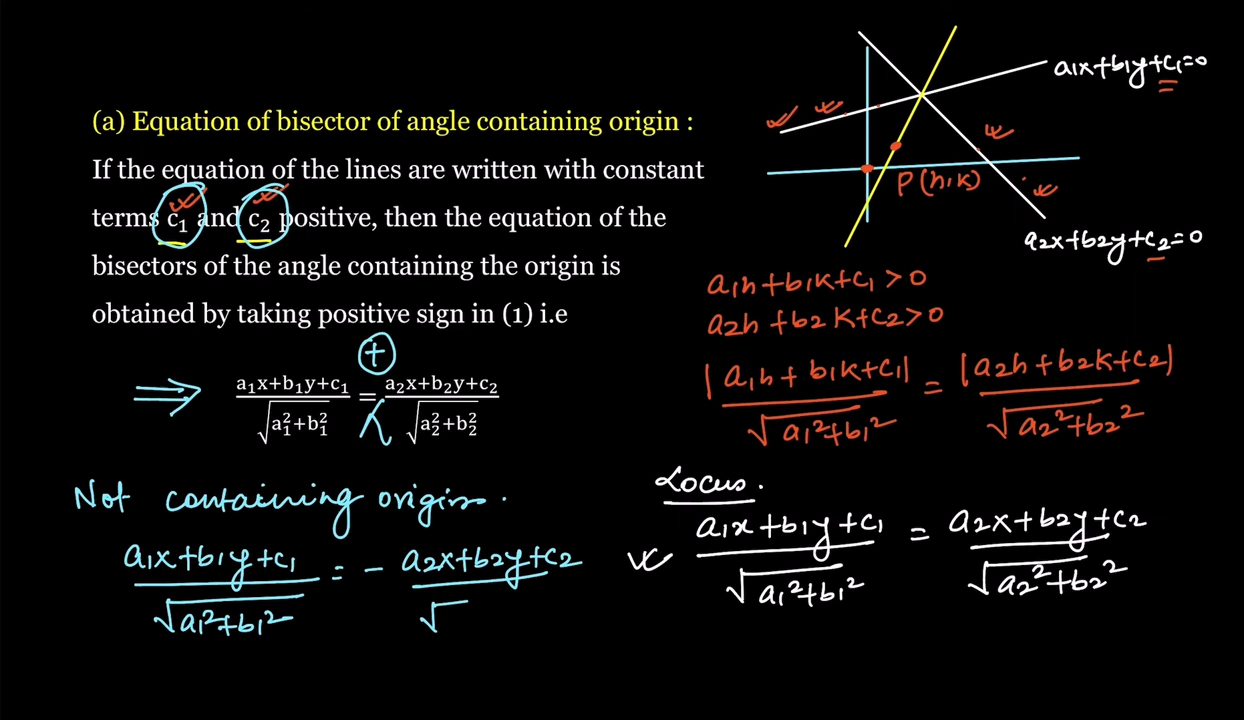 (a) Equation of bisector of angle containing origin :
If the equation of the lines are written with constant
terms c₁ and c₂ positive, then the equation of the
bisectors of the angle containing the origin is
obtained by taking positive sign in (1) i.e
+
⟹ (a₁x+b₁y+c₁)/√(a₁²+b₁²) = (a₂x+b₂y+c₂)/√(a₂²+b₂²)
Not containing origin.
(a₁x+b₁y+c₁)/√(a₁²+b₁²) = - (a₂x+b₂y+c₂)/√
a₁x+b₁y+c₁=0
P(h,k)
a₂x+b₂y+c₂=0
a₁h+b₁k+c₁>0
a₂h+b₂k+c₂>0
|a₁h+b₁k+c₁|/√(a₁²+b₁²) = |a₂h+b₂k+c₂|/√(a₂²+b₂²)
Locus.
(a₁x+b₁y+c₁)/√(a₁²+b₁²) = (a₂x+b₂y+c₂)/√(a₂²+b₂²)